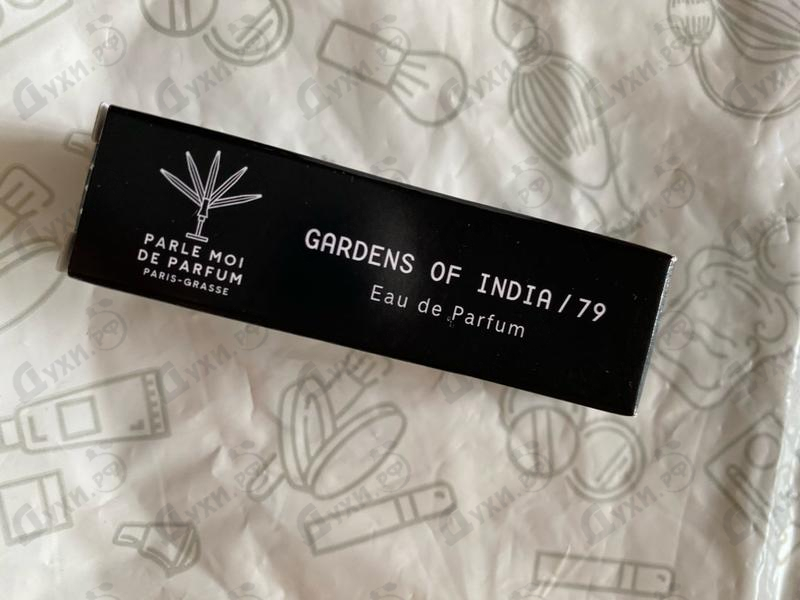 PARLE MOI
DE PARFUM
PARIS-GRASSE
GARDENS OF INDIA/79
Eau de Parfum
Духи.рф